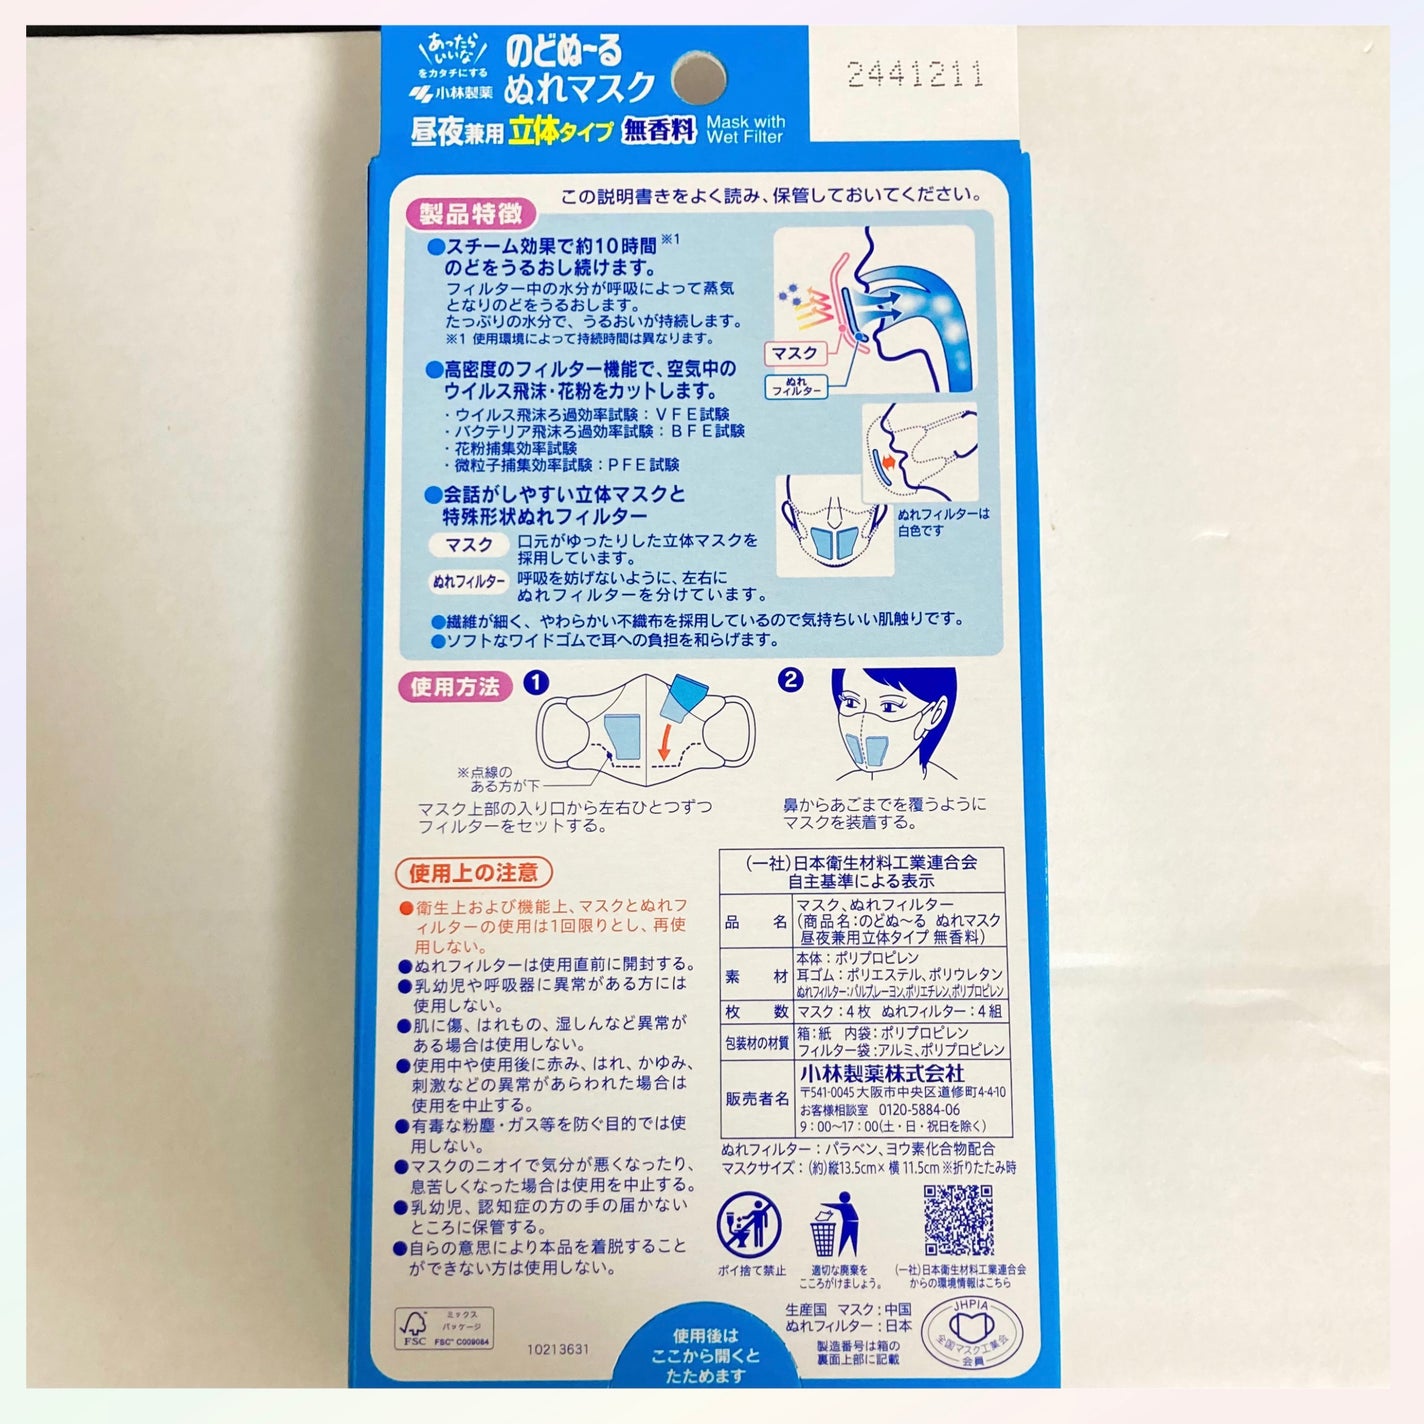 あったら
いいな
をカタチにする
小林製薬
のどぬ~る
ぬれマスク
昼夜兼用 立体タイプ 無香料 Mask with
Wet Filter
2441211
この説明書きをよく読み、保管しておいてください。
製品特徴
●スチーム効果で約10時間※1
のどをうるおし続けます。
フィルター中の水分が呼吸によって蒸気
となりのどをうるおします。
たっぷりの水分で、うるおいが持続します。
※1 使用環境によって持続時間は異なります。
マスク
ぬれ
フィルター
●高密度のフィルター機能で、空気中の
ウイルス飛沫・花粉をカットします。
・ウイルス飛沫ろ過効率試験：VFE試験
・バクテリア飛沫ろ過効率試験：BFE試験
・花粉捕集効率試験
・微粒子捕集効率試験：PFE試験
●会話がしやすい立体マスクと
特殊形状ぬれフィルター
マスク 口元がゆったりした立体マスクを
採用しています。
ぬれフィルター 呼吸を妨げないように、左右に
ぬれフィルターを分けています。
ぬれフィルターは
白色です
●繊維が細く、やわらかい不織布を採用しているので気持ちいい肌触りです。
●ソフトなワイドゴムで耳への負担を和らげます。
使用方法
1
※点線の
ある方が下
マスク上部の入り口から左右ひとつずつ
フィルターをセットする。
2
鼻からあごまでを覆うように
マスクを装着する。
使用上の注意
●衛生上および機能上、マスクとぬれフ
ィルターの使用は1回限りとし、再使
用しない。
●ぬれフィルターは使用直前に開封する。
●乳幼児や呼吸器に異常がある方には
使用しない。
●肌に傷、はれもの、湿しんなど異常が
ある場合は使用しない。
●使用中や使用後に赤み、はれ、かゆみ、
刺激などの異常があらわれた場合は
使用を中止する。
●有毒な粉塵・ガス等を防ぐ目的では使
用しない。
●マスクのニオイで気分が悪くなったり、
息苦しくなった場合は使用を中止する。
●乳幼児、認知症の方の手の届かない
ところに保管する。
●自らの意思により本品を着脱すること
ができない方は使用しない。
(一社)日本衛生材料工業連合会
自主基準による表示
品名 マスク、ぬれフィルター
(商品名：のどぬ~る ぬれマスク
昼夜兼用立体タイプ 無香料)
素材 本体：ポリプロピレン
耳ゴム：ポリエステル、ポリウレタン
ぬれフィルター：パルプ、レーヨン、ポリエチレン、ポリプロピレン
枚数 マスク：4枚 ぬれフィルター：4組
包装材の材質 箱：紙 内袋：ポリプロピレン
フィルター袋：アルミ、ポリプロピレン
販売者名 小林製薬株式会社
〒541-0045 大阪市中央区道修町4-4-10
お客様相談室 0120-5884-06
9：00～17：00(土・日・祝日を除く)
ぬれフィルター：パラベン、ヨウ素化合物配合
マスクサイズ：(約)縦13.5cm×横11.5cm ※折りたたみ時
ポイ捨て禁止
適切な廃棄を
こころがけましょう。
(一社)日本衛生材料工業連合会
からの環境情報はこちら
FSC
ミックス
パッケージ
FSC™ C009084
10213631
使用後は
ここから開くと
たためます
生産国 マスク：中国
ぬれフィルター：日本
製造番号は箱の
裏面上部に記載
JHPIA
全国マスク工業会
会員